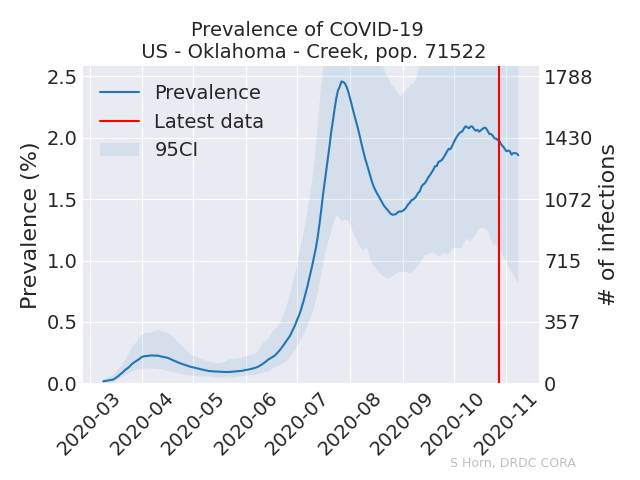 Prevalence of COVID-19
US - Oklahoma - Creek, pop. 71522
Prevalence
Latest data
95CI
Prevalence (%)
2.5
2.0
1.5
1.0
0.5
0.0
1788
1430
1072
715
357
0
# of infections
2020-03
2020-04
2020-05
2020-06
2020-07
2020-08
2020-09
2020-10
2020-11
S Horn, DRDC CORA